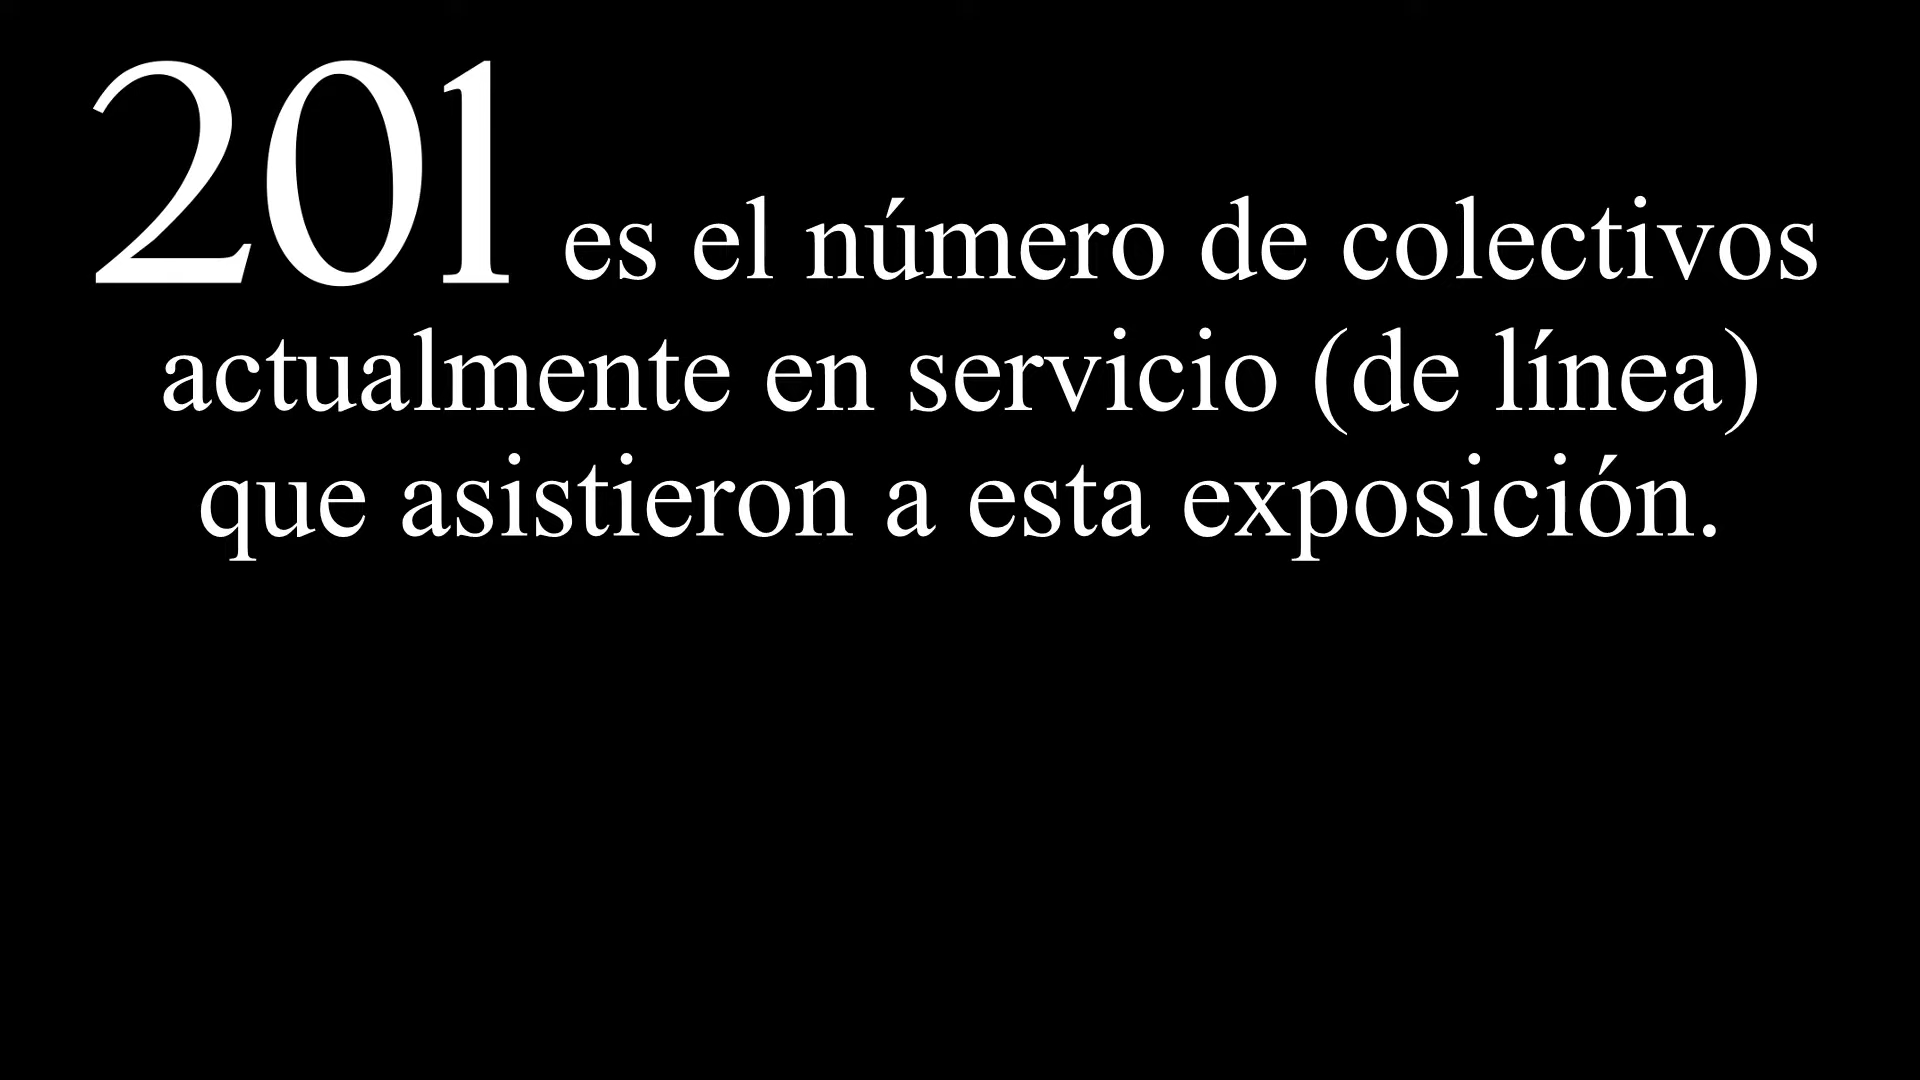 201 es el número de colectivos
actualmente en servicio (de línea)
que asistieron a esta exposición.